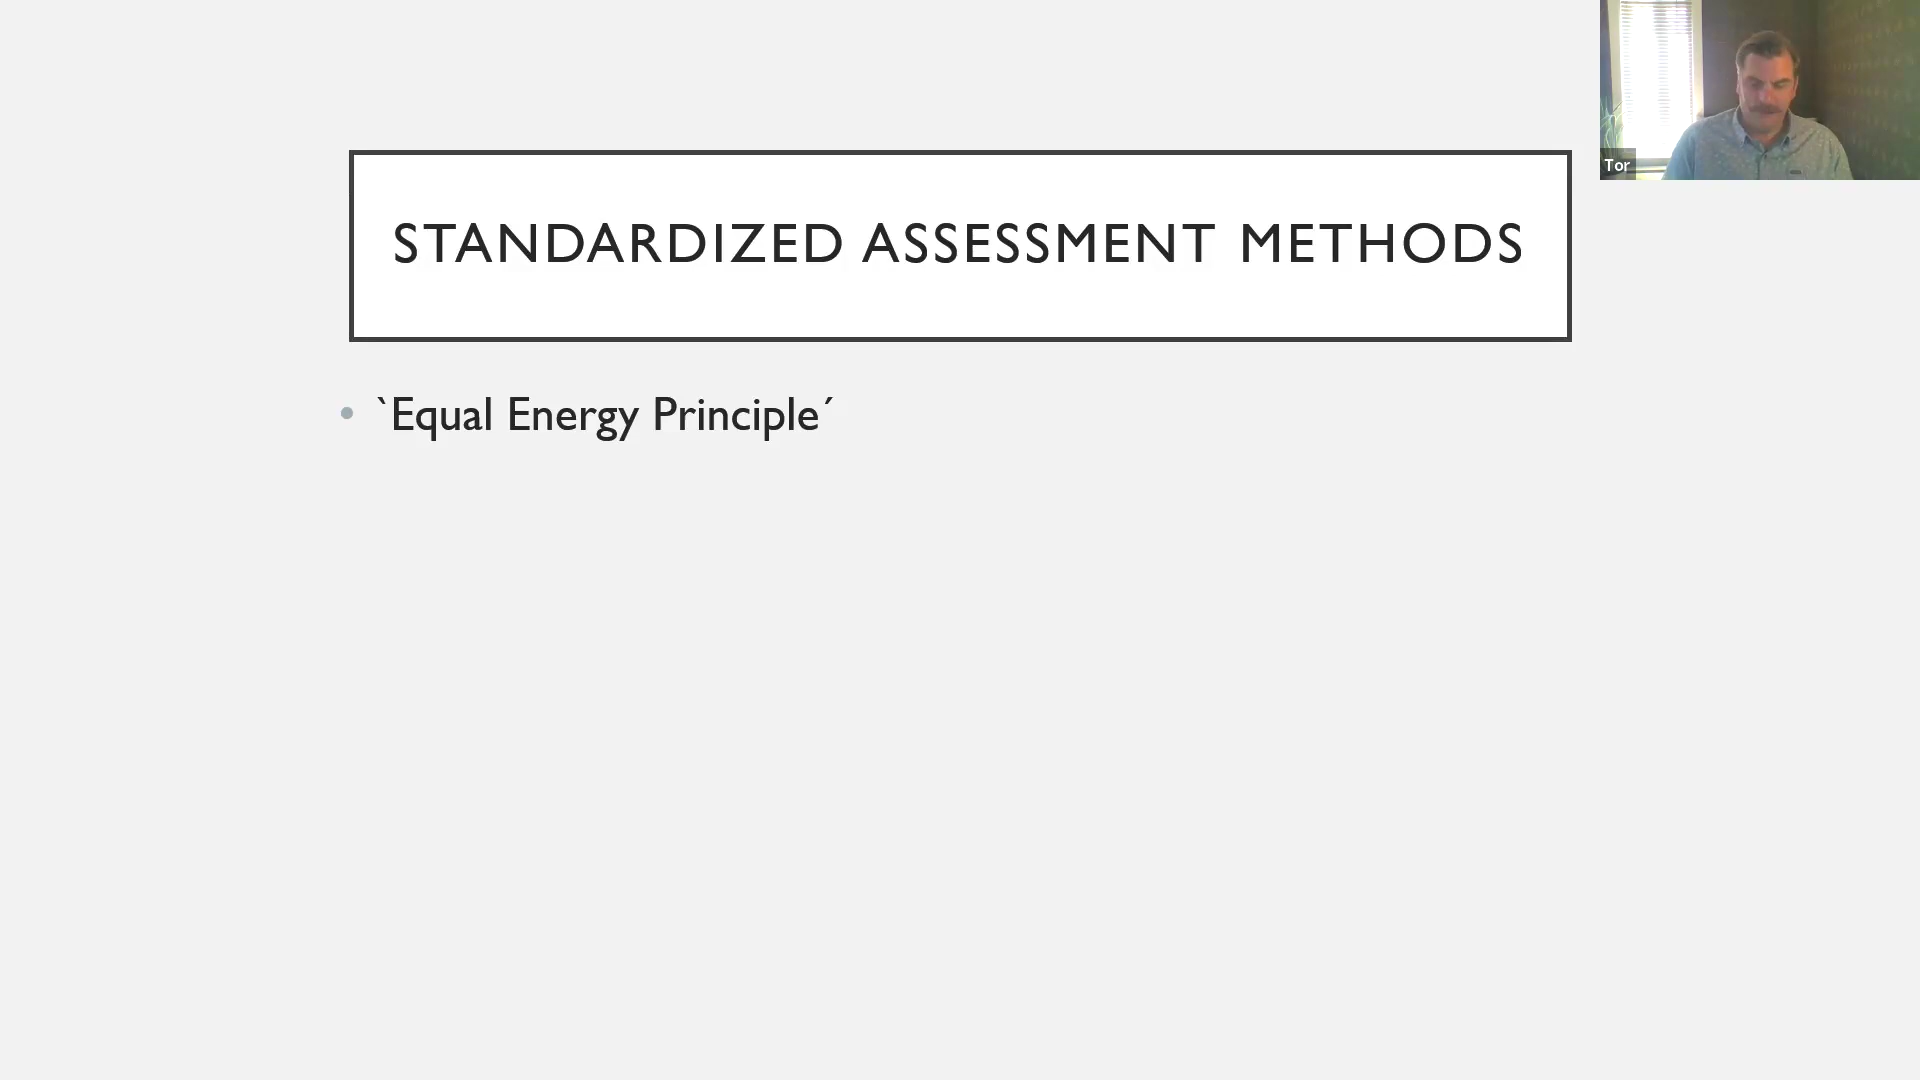 STANDARDIZED ASSESSMENT METHODS
• `Equal Energy Principle´
Tor